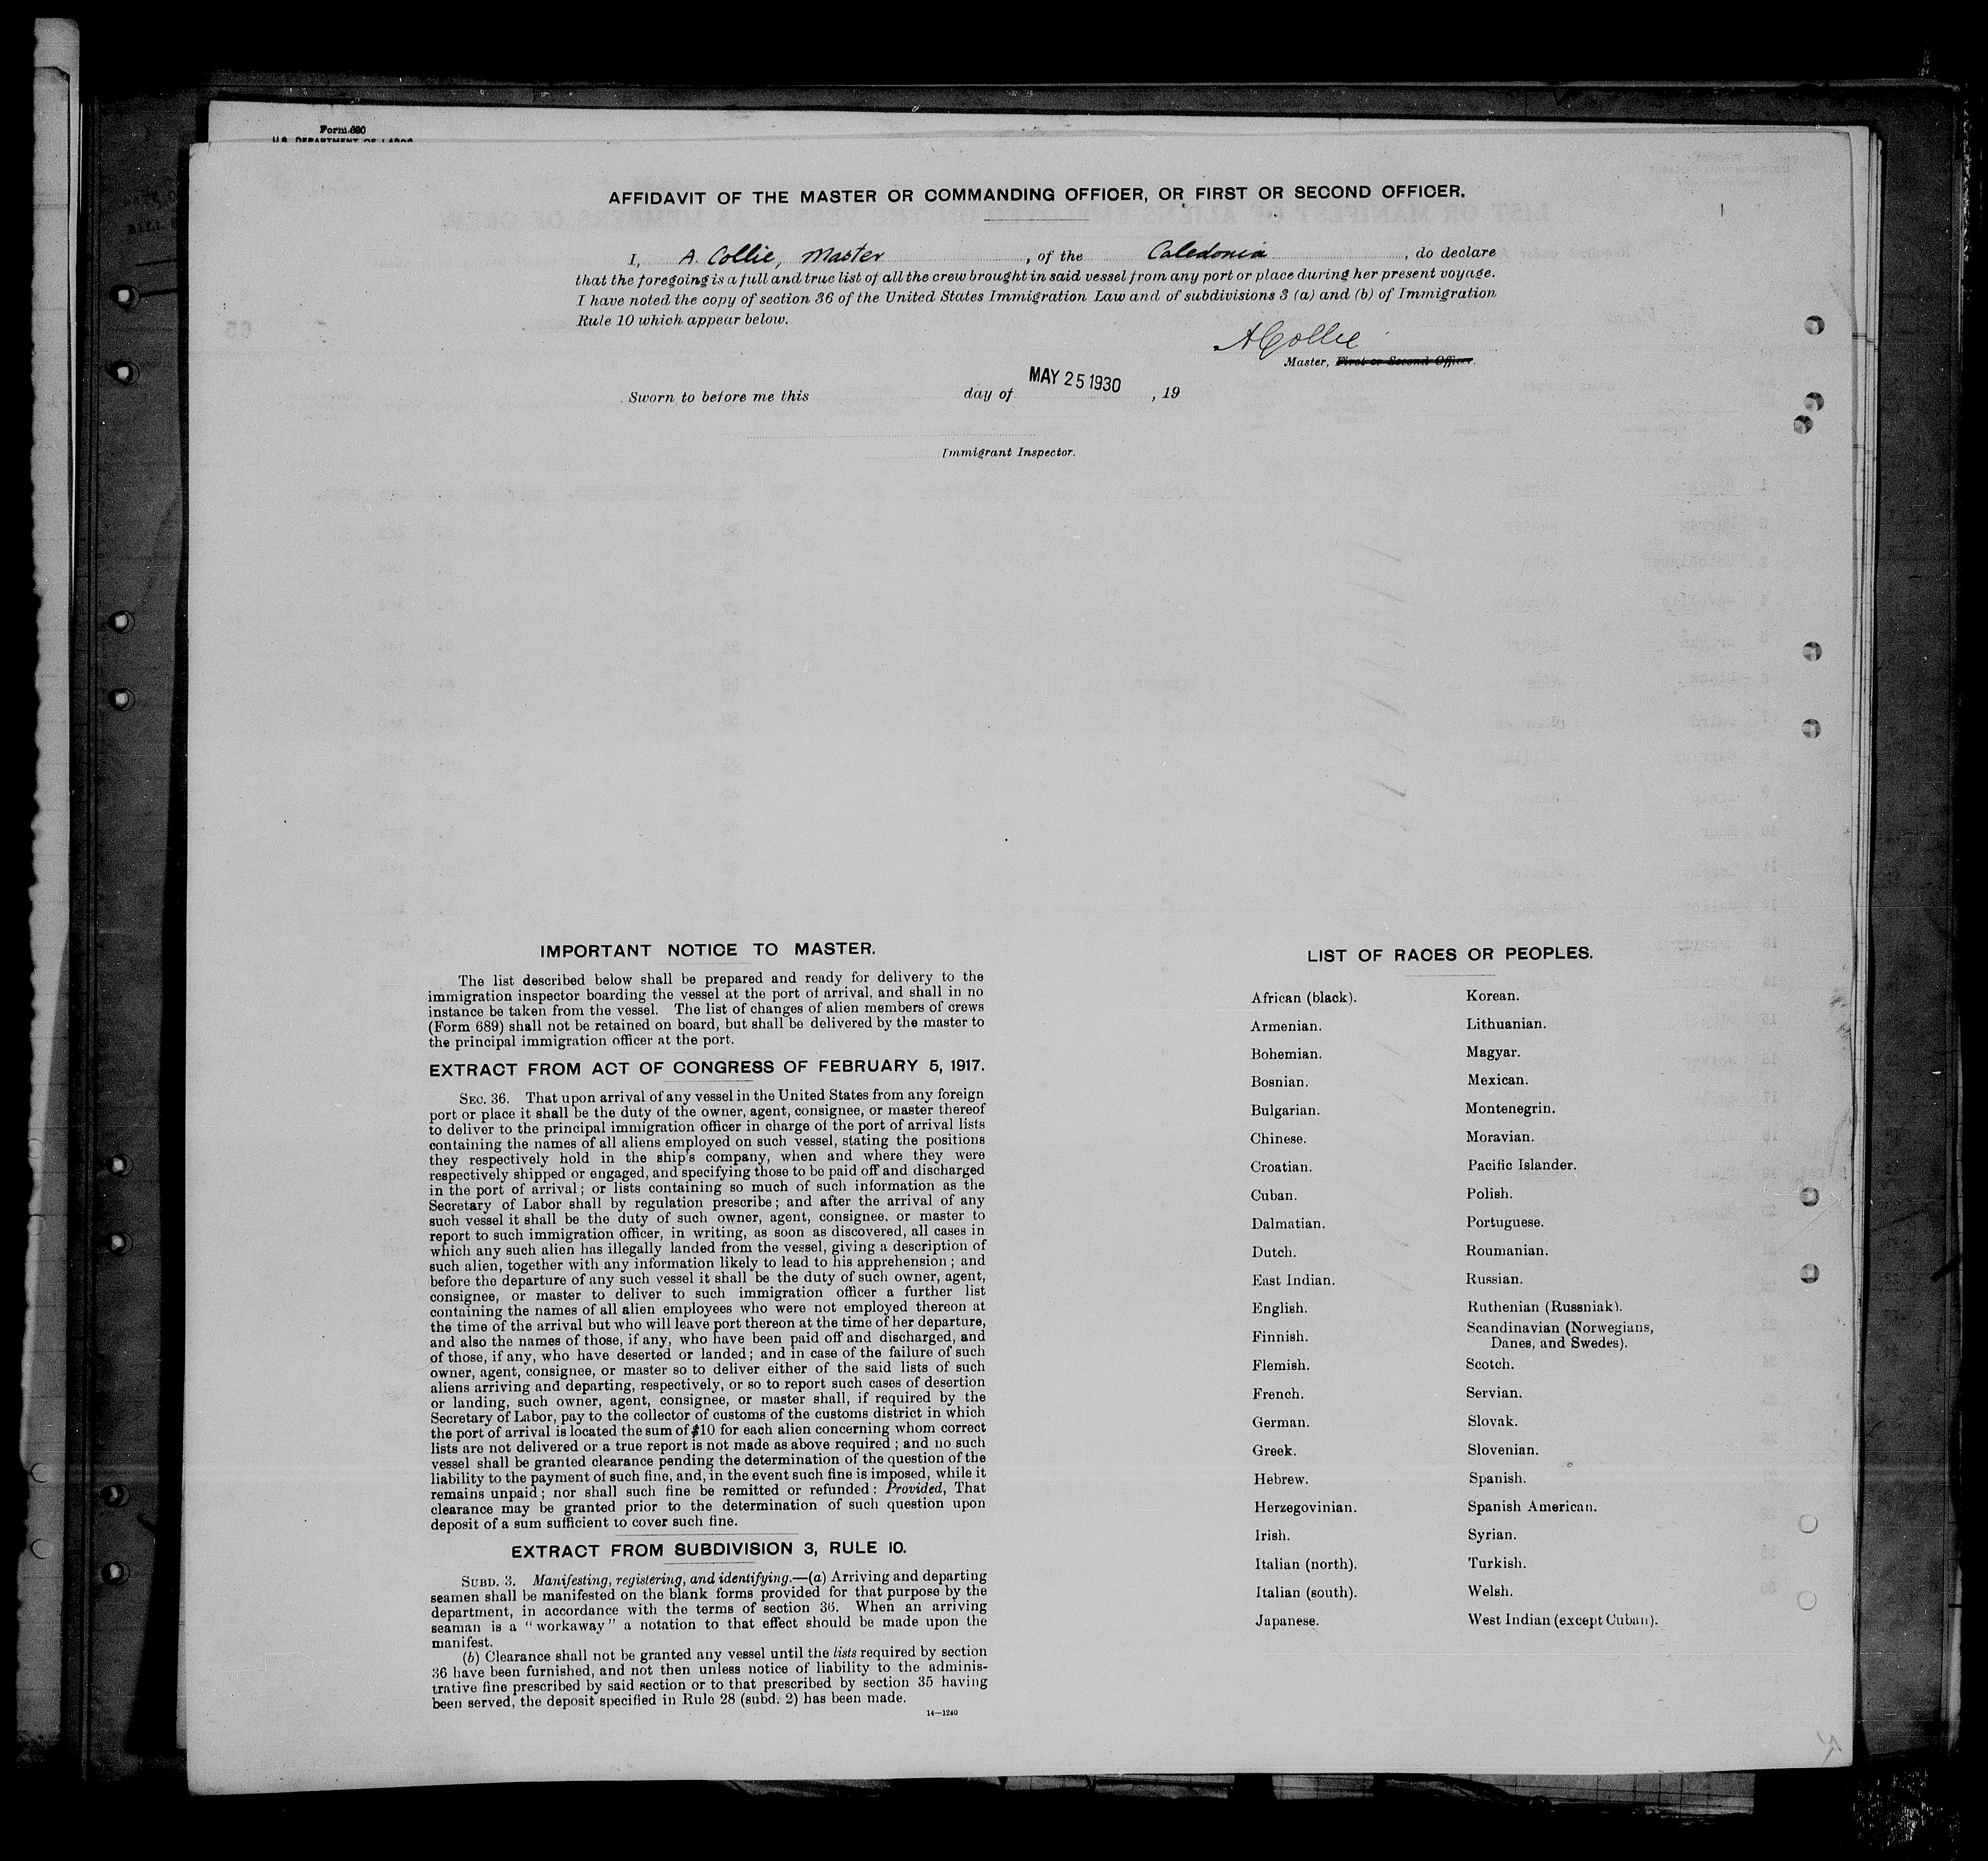 Form 680
U.S. DEPARTMENT OF LABOR
AFFIDAVIT OF THE MASTER OR COMMANDING OFFICER, OR FIRST OR SECOND OFFICER.
I, A. Collie, Master, of the Caledonia, do declare
that the foregoing is a full and true list of all the crew brought in said vessel from any port or place during her present voyage.
I have noted the copy of section 36 of the United States Immigration Law and of subdivisions 3 (a) and (b) of Immigration
Rule 10 which appear below.
A Collie
Master, First or Second Officer.
Sworn to before me this day of MAY 25 1930, 19
Immigrant Inspector.
IMPORTANT NOTICE TO MASTER.
The list described below shall be prepared and ready for delivery to the
immigration inspector boarding the vessel at the port of arrival, and shall in no
instance be taken from the vessel. The list of changes of alien members of crews
(Form 689) shall not be retained on board, but shall be delivered by the master to
the principal immigration officer at the port.
EXTRACT FROM ACT OF CONGRESS OF FEBRUARY 5, 1917.
SEC. 36. That upon arrival of any vessel in the United States from any foreign
port or place it shall be the duty of the owner, agent, consignee, or master thereof
to deliver to the principal immigration officer in charge of the port of arrival lists
containing the names of all aliens employed on such vessel, stating the positions
they respectively hold in the ship's company, when and where they were
respectively shipped or engaged, and specifying those to be paid off and discharged
in the port of arrival; or lists containing so much of such information as the
Secretary of Labor shall by regulation prescribe; and after the arrival of any
such vessel it shall be the duty of such owner, agent, consignee, or master to
report to such immigration officer, in writing, as soon as discovered, all cases in
which any such alien has illegally landed from the vessel, giving a description of
such alien, together with any information likely to lead to his apprehension; and
before the departure of any such vessel it shall be the duty of such owner, agent,
consignee, or master to deliver to such immigration officer a further list
containing the names of all alien employees who were not employed thereon at
the time of the arrival but who will leave port thereon at the time of her departure,
and also the names of those, if any, who have been paid off and discharged, and
of those, if any, who have deserted or landed; and in case of the failure of such
owner, agent, consignee, or master so to deliver either of the said lists of such
aliens arriving and departing, respectively, or so to report such cases of desertion
or landing, such owner, agent, consignee, or master shall, if required by the
Secretary of Labor, pay to the collector of customs of the customs district in which
the port of arrival is located the sum of $10 for each alien concerning whom correct
lists are not delivered or a true report is not made as above required; and no such
vessel shall be granted clearance pending the determination of the question of the
liability to the payment of such fine, and, in the event such fine is imposed, while it
remains unpaid; nor shall such fine be remitted or refunded: Provided, That
clearance may be granted prior to the determination of such question upon
deposit of a sum sufficient to cover such fine.
EXTRACT FROM SUBDIVISION 3, RULE 10.
SUBD. 3. Manifesting, registering, and identifying.—(a) Arriving and departing
seamen shall be manifested on the blank forms provided for that purpose by the
department, in accordance with the terms of section 36. When an arriving
seaman is a "workaway" a notation to that effect should be made upon the
manifest.
(b) Clearance shall not be granted any vessel until the lists required by section
36 have been furnished, and not then unless notice of liability to the adminis-
trative fine prescribed by said section or to that prescribed by section 35 having
been served, the deposit specified in Rule 28 (subd. 2) has been made.
14—1240
LIST OF RACES OR PEOPLES.
African (black).
Armenian.
Bohemian.
Bosnian.
Bulgarian.
Chinese.
Croatian.
Cuban.
Dalmatian.
Dutch.
East Indian.
English.
Finnish.
Flemish.
French.
German.
Greek.
Hebrew.
Herzegovinian.
Irish.
Italian (north).
Italian (south).
Japanese.
Korean.
Lithuanian.
Magyar.
Mexican.
Montenegrin.
Moravian.
Pacific Islander.
Polish.
Portuguese.
Roumanian.
Russian.
Ruthenian (Russniak).
Scandinavian (Norwegians,
Danes, and Swedes).
Scotch.
Servian.
Slovak.
Slovenian.
Spanish.
Spanish American.
Syrian.
Turkish.
Welsh.
West Indian (except Cuban).